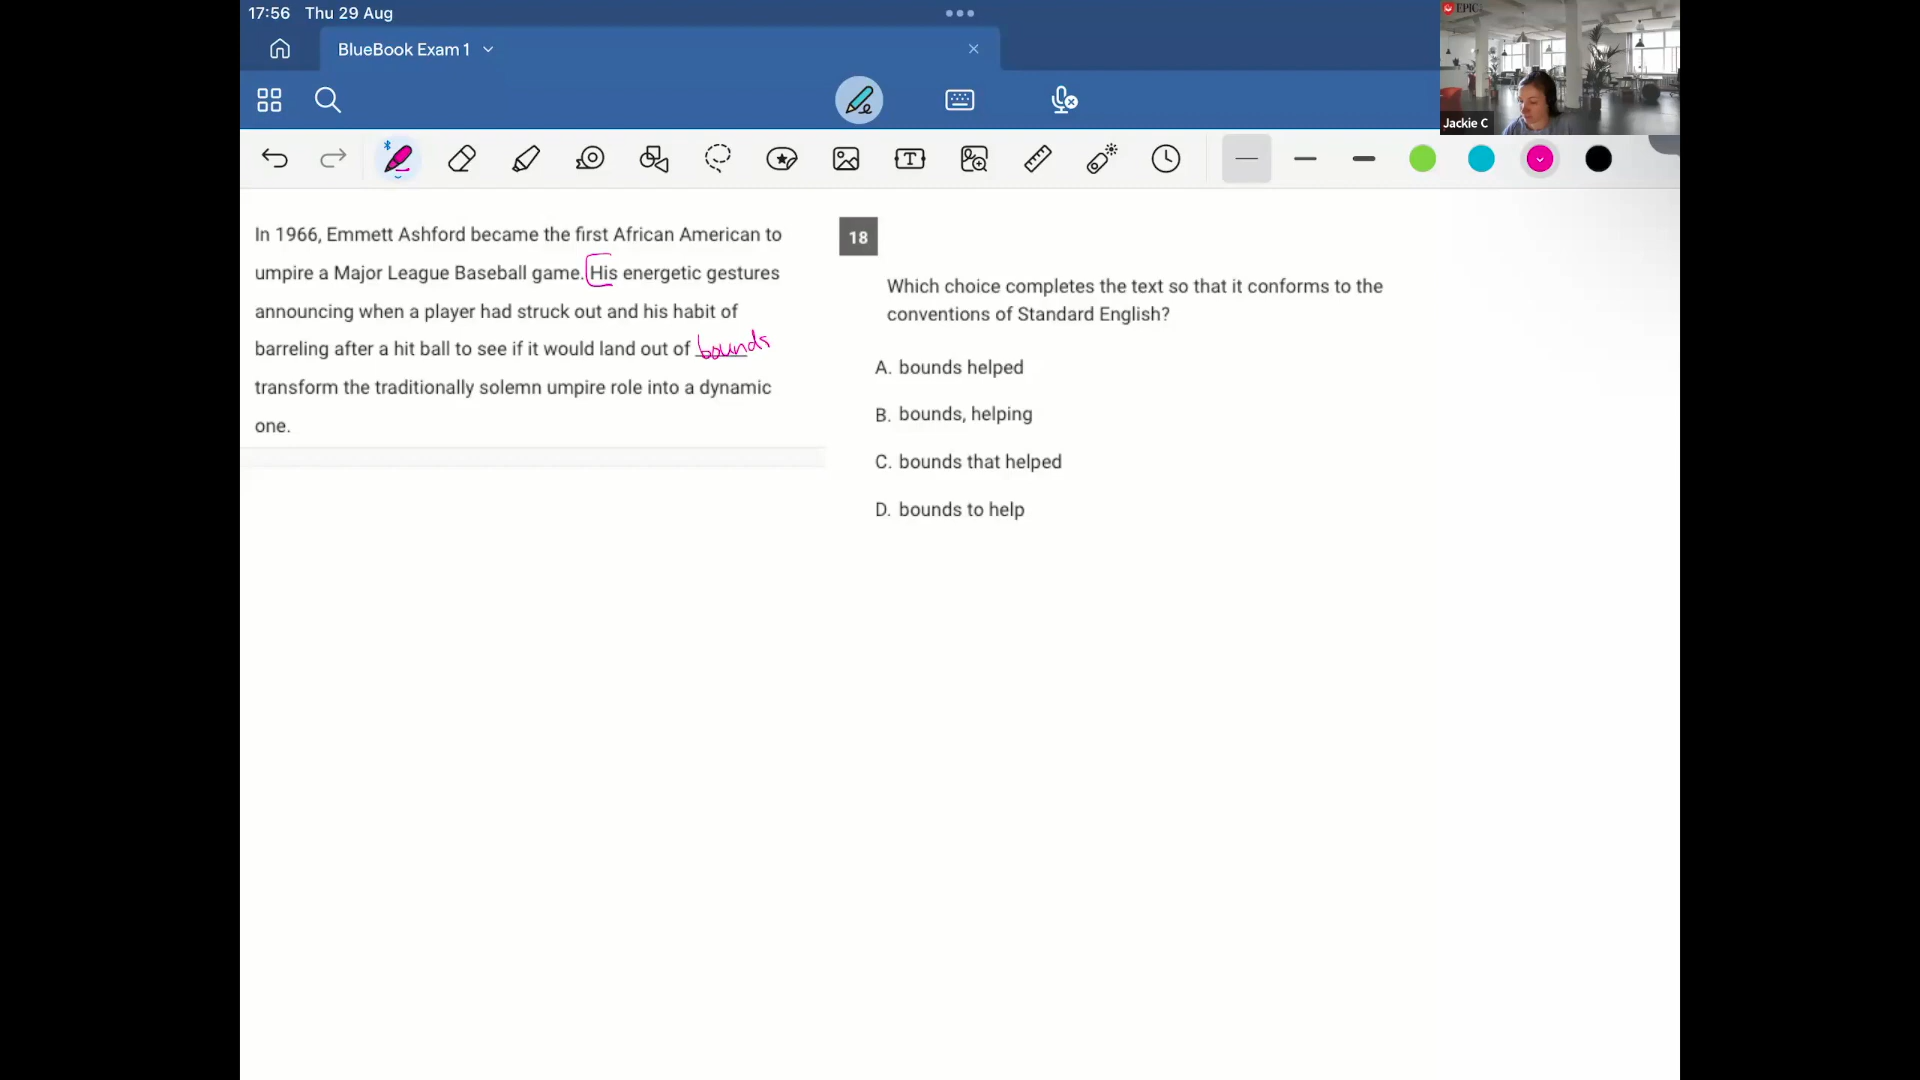 17:56 Thu 29 Aug
EPIC
BlueBook Exam 1
Jackie C
In 1966, Emmett Ashford became the first African American to
umpire a Major League Baseball game. His energetic gestures
announcing when a player had struck out and his habit of
barreling after a hit ball to see if it would land out of bounds
transform the traditionally solemn umpire role into a dynamic
one.
18
Which choice completes the text so that it conforms to the
conventions of Standard English?
A. bounds helped
B. bounds, helping
C. bounds that helped
D. bounds to help